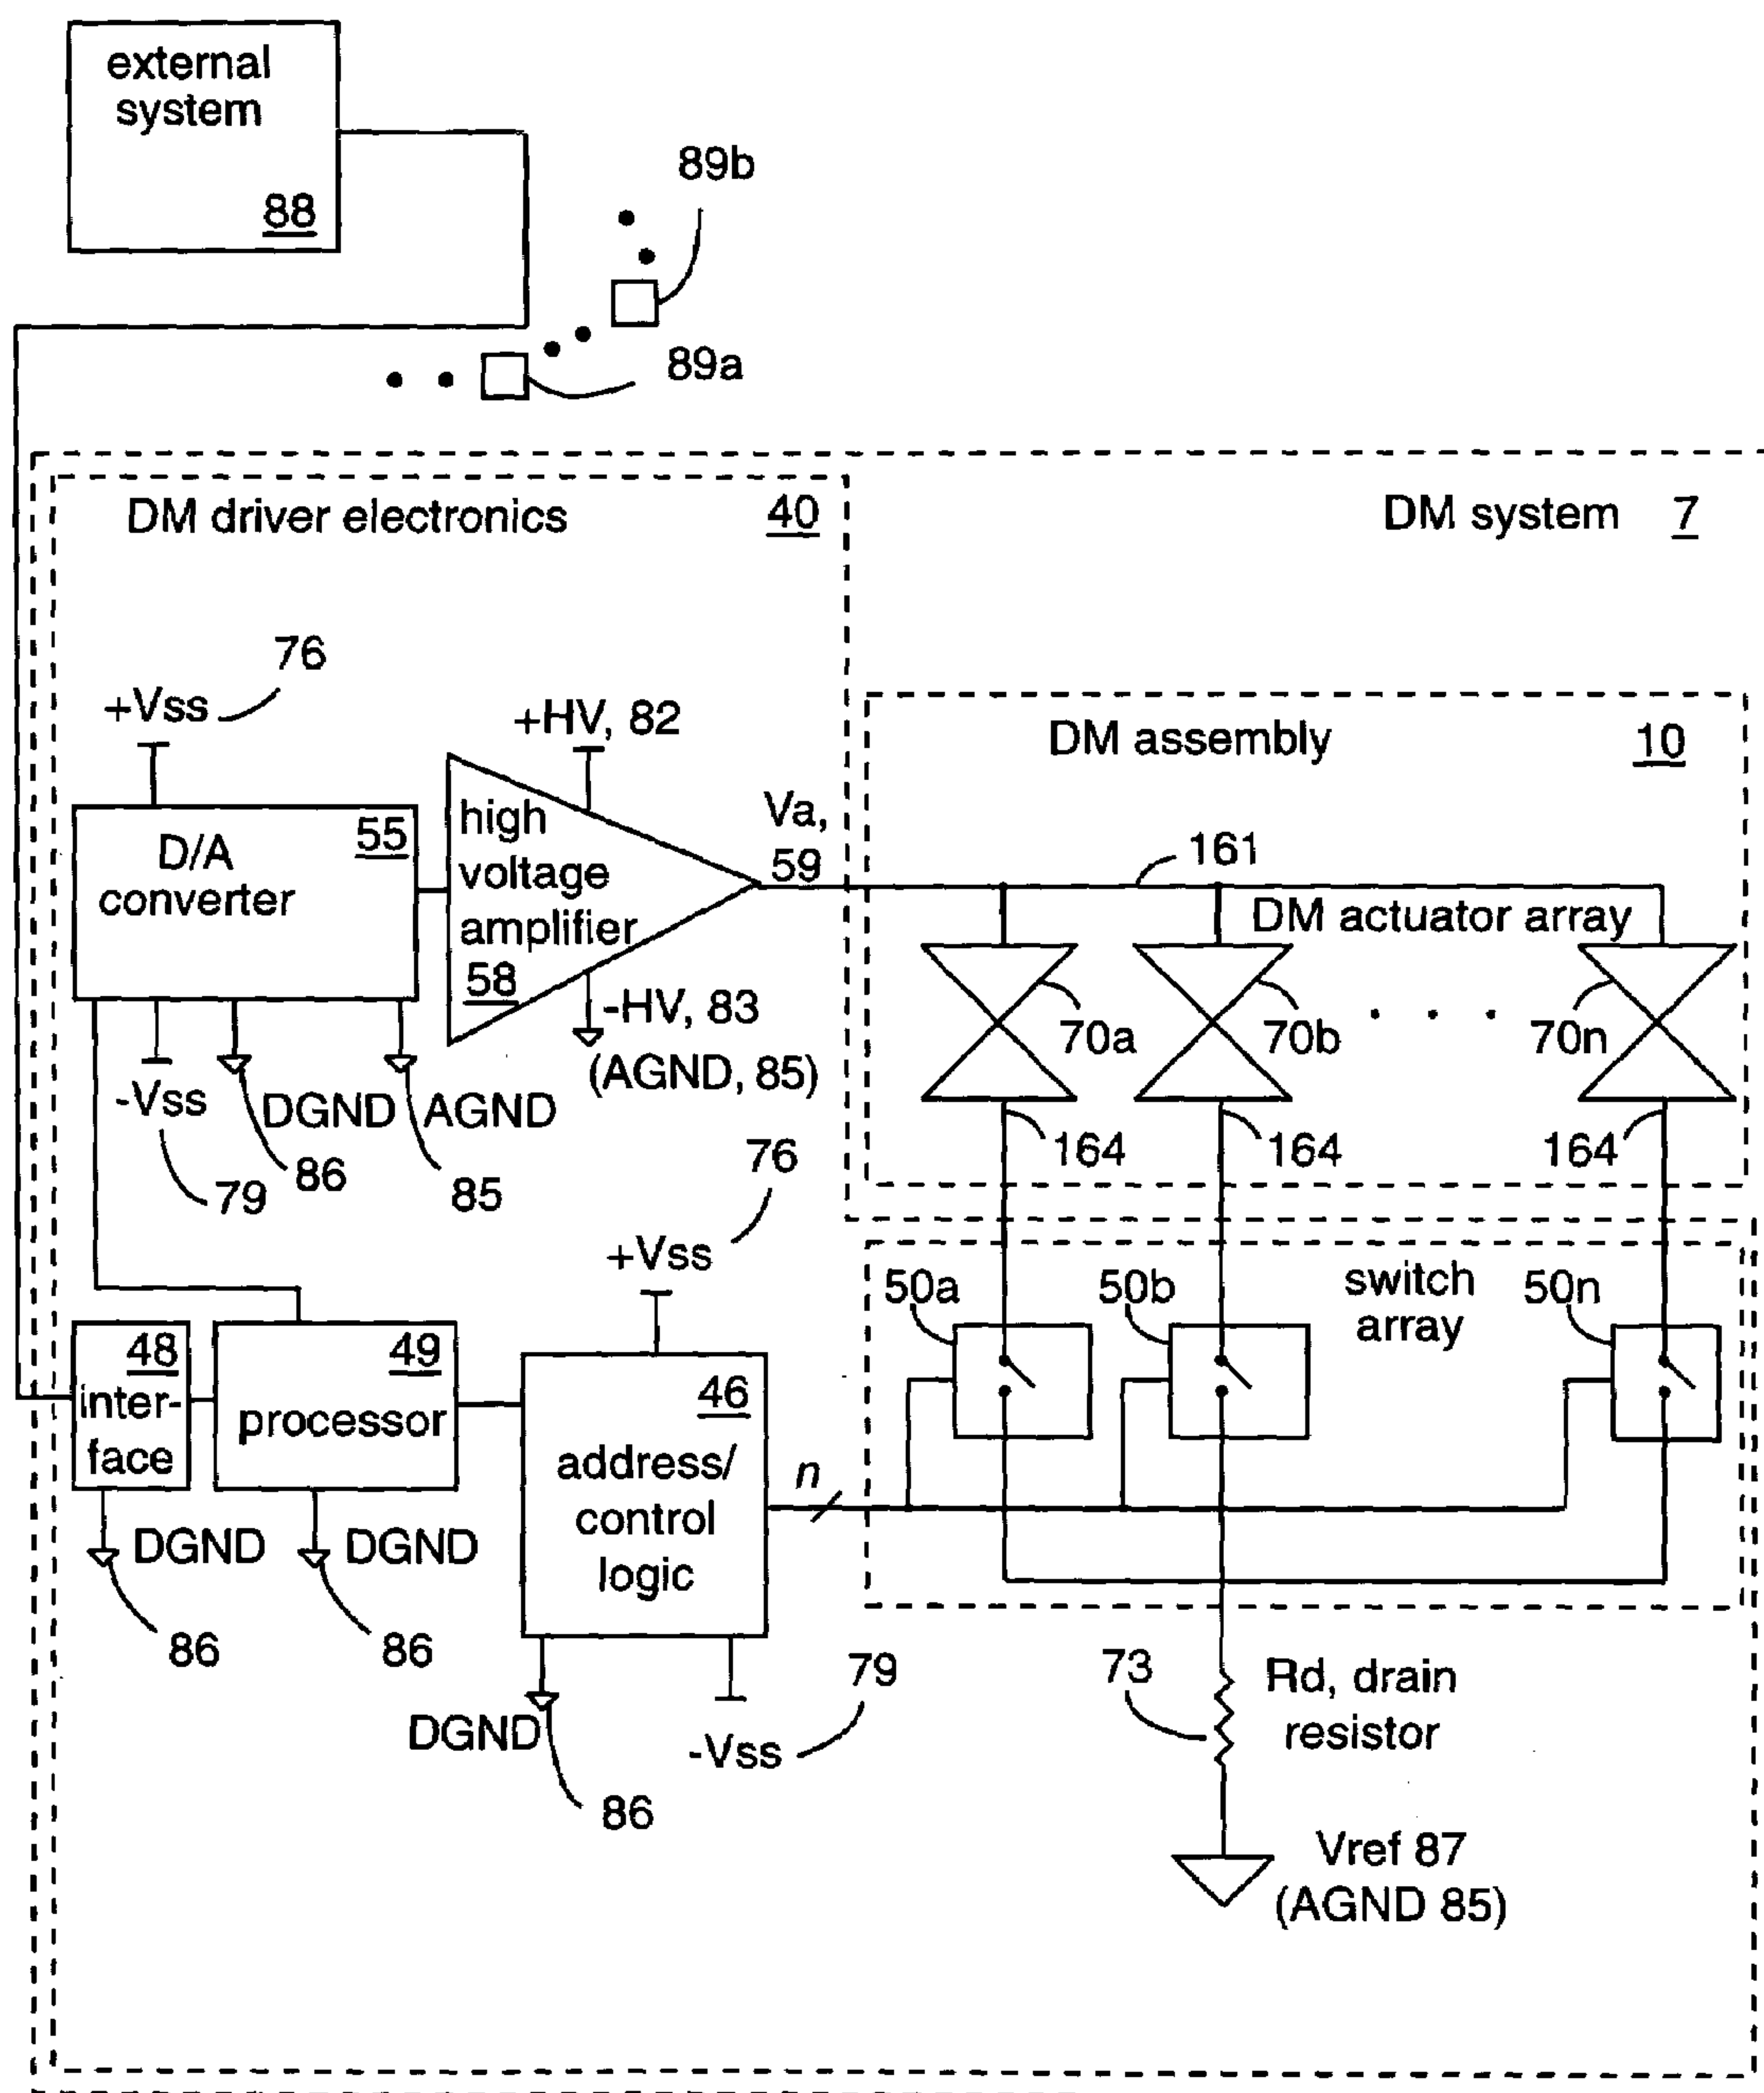 external
system
88
89b
89a
DM driver electronics 40
DM system 7
76
+Vss
+HV, 82
DM assembly 10
Va,
59
55
D/A
converter
high
voltage
amplifier
58
161
DM actuator array
-HV, 83
(AGND, 85)
70a
70b
. . .
70n
-Vss
DGND
AGND
79
86
85
164
164
164
76
+Vss
50a
50b
switch
array
50n
48
inter-
face
49
processor
46
address/
control
logic
n
DGND
DGND
86
86
73
Rd, drain
resistor
79
DGND
-Vss
86
Vref 87
(AGND 85)